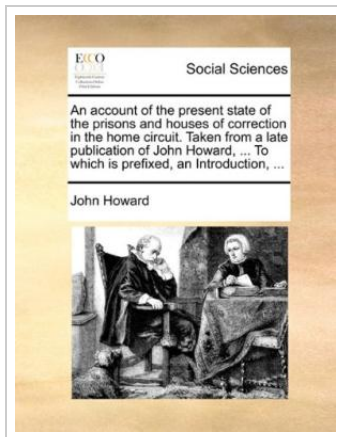 ECCO
Social Sciences
An account of the present state of
the prisons and houses of correction
in the home circuit. Taken from a late
publication of John Howard, ... To
which is prefixed, an Introduction, ...
John Howard